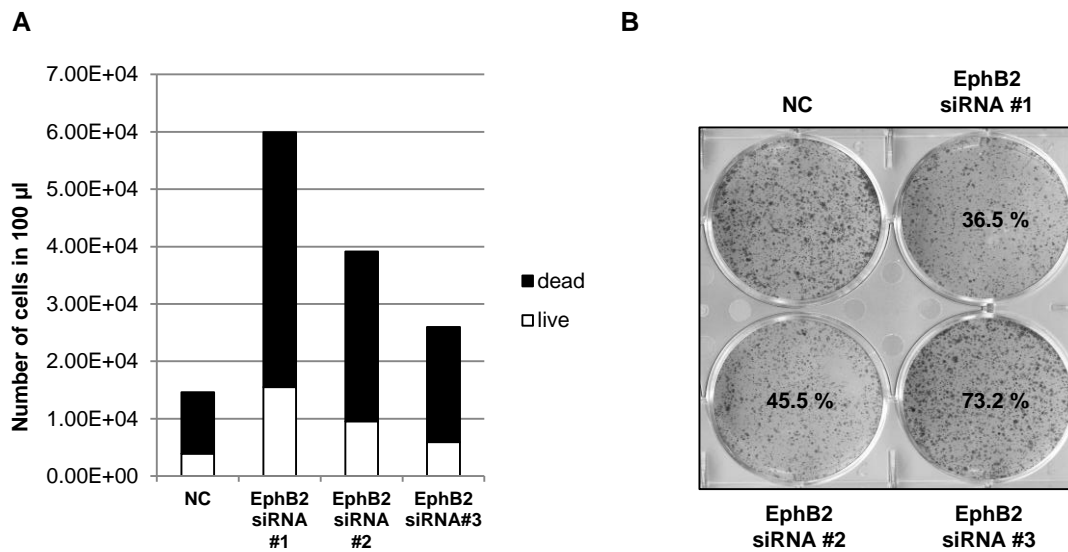 A
B
7.00E+04
6.00E+04
5.00E+04
4.00E+04
3.00E+04
2.00E+04
1.00E+04
0.00E+00
Number of cells in 100 µl
NC
EphB2
siRNA
#1
EphB2
siRNA
#2
EphB2
siRNA#3
dead
live
NC
EphB2
siRNA #1
36.5 %
45.5 %
73.2 %
EphB2
siRNA #2
EphB2
siRNA #3